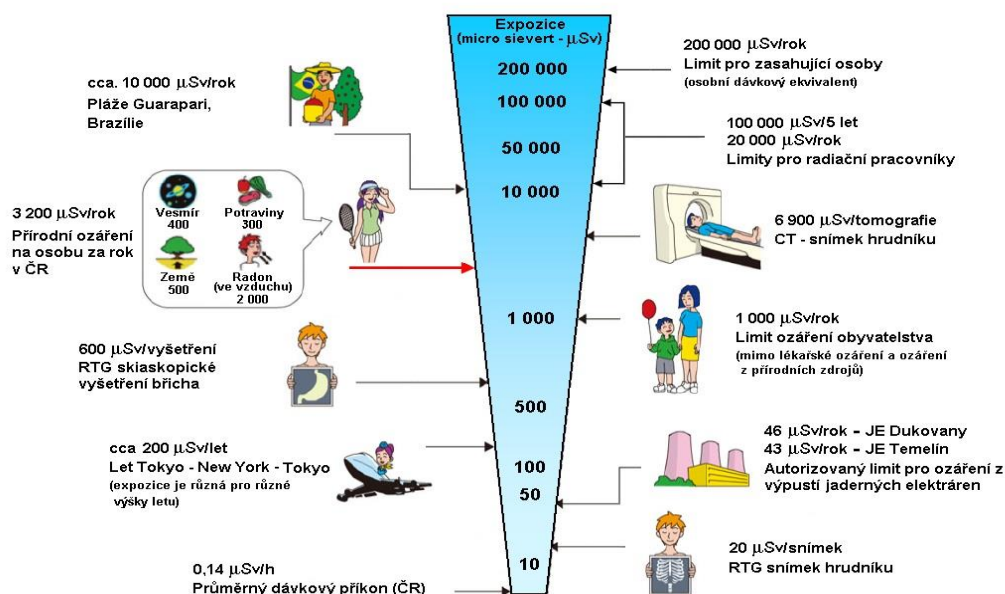 Expozice
(micro sievert - µSv)
200 000
100 000
50 000
10 000
1 000
500
100
50
10
cca. 10 000 µSv/rok
Pláže Guarapari,
Brazílie
3 200 µSv/rok
Přírodní ozáření
na osobu za rok
v ČR
Vesmír
400
Potraviny
300
Země
500
Radon
(ve vzduchu)
2 000
600 µSv/vyšetření
RTG skiaskopické
vyšetření břicha
cca 200 µSv/let
Let Tokyo - New York - Tokyo
(expozice je různá pro různé
výšky letu)
0,14 µSv/h
Průměrný dávkový příkon (ČR)
200 000 µSv/rok
Limit pro zasahující osoby
(osobní dávkový ekvivalent)
100 000 µSv/5 let
20 000 µSv/rok
Limity pro radiační pracovníky
6 900 µSv/tomografie
CT - snímek hrudníku
1 000 µSv/rok
Limit ozáření obyvatelstva
(mimo lékařské ozáření a ozáření
z přírodních zdrojů)
46 µSv/rok - JE Dukovany
43 µSv/rok - JE Temelín
Autorizovaný limit pro ozáření z
výpustí jaderných elektráren
20 µSv/snímek
RTG snímek hrudníku